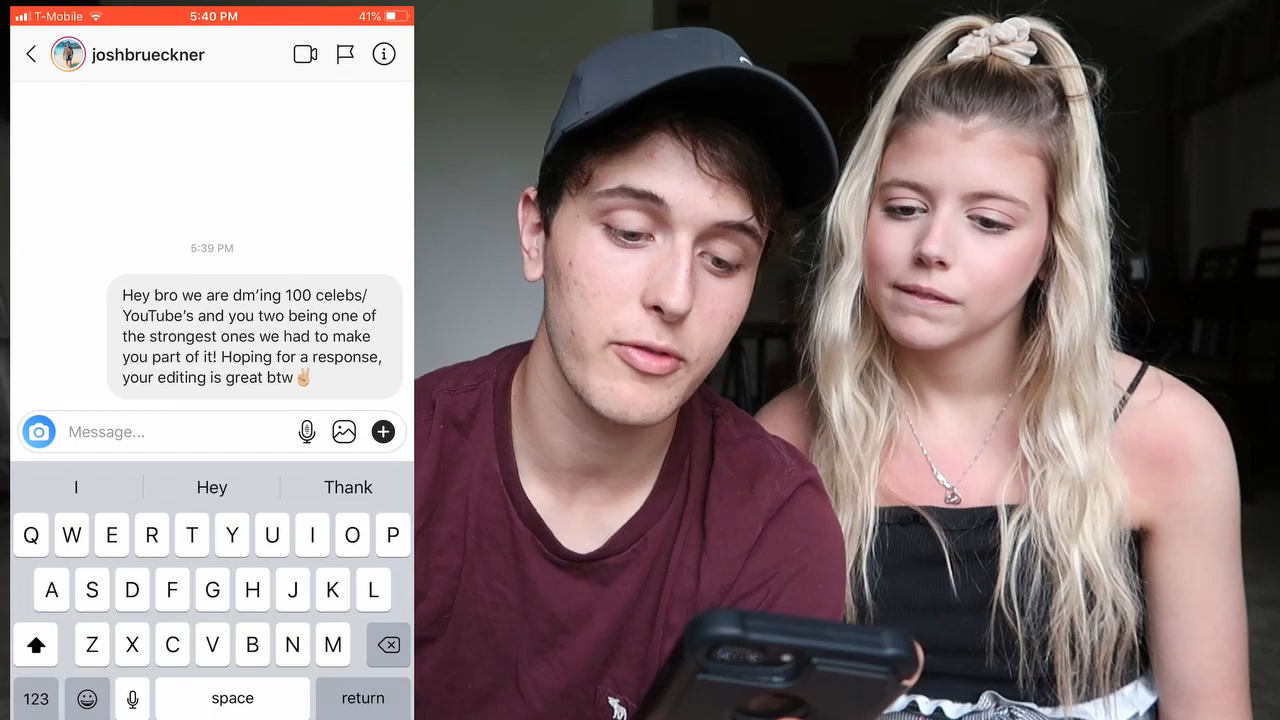 T-Mobile 5:40 PM 41%
joshbrueckner
5:39 PM
Hey bro we are dm'ing 100 celebs/
YouTube's and you two being one of
the strongest ones we had to make
you part of it! Hoping for a response,
your editing is great btw✌🏼
Message...
I Hey Thank
Q W E R T Y U I O P
A S D F G H J K L
Z X C V B N M
123 space return